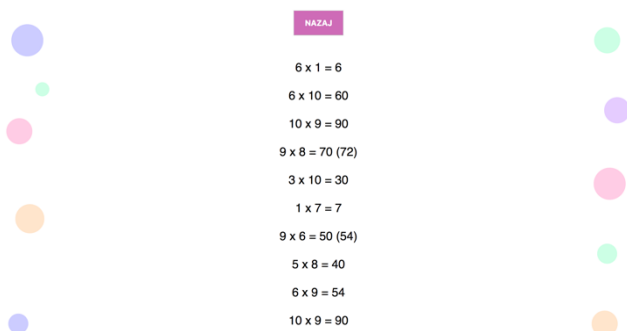 NAZAJ
6 x 1 = 6
6 x 10 = 60
10 x 9 = 90
9 x 8 = 70 (72)
3 x 10 = 30
1 x 7 = 7
9 x 6 = 50 (54)
5 x 8 = 40
6 x 9 = 54
10 x 9 = 90